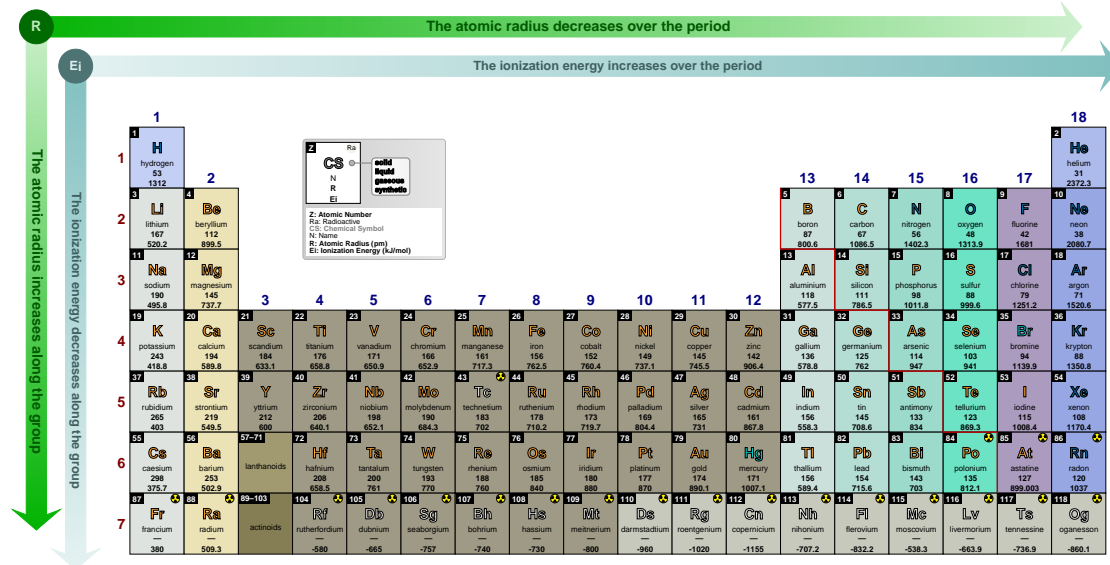 R
The atomic radius decreases over the period
Ei
The ionization energy increases over the period
The atomic radius increases along the group
The ionization energy decreases along the group
1 18
1 2
1 H He
hydrogen helium
53 31
1312 2372.3
Z Ra
CS
N
R
Ei
solid
liquid
gaseous
synthetic
Z: Atomic Number
Ra: Radioactive
CS: Chemical Symbol
N: Name
R: Atomic Radius (pm)
Ei: Ionization Energy (kJ/mol)
2 13 14 15 16 17
3 4 5 6 7 8 9 10
2 Li Be B C N O F Ne
lithium beryllium boron carbon nitrogen oxygen fluorine neon
167 112 87 67 56 48 42 38
520.2 899.5 800.6 1086.5 1402.3 1313.9 1681 2080.7
11 12 13 14 15 16 17 18
3 Na Mg Al Si P S Cl Ar
sodium magnesium aluminium silicon phosphorus sulfur chlorine argon
190 145 118 111 98 88 79 71
495.8 737.7 577.5 786.5 1011.8 999.6 1251.2 1520.6
3 4 5 6 7 8 9 10 11 12
19 20 21 22 23 24 25 26 27 28 29 30 31 32 33 34 35 36
4 K Ca Sc Ti V Cr Mn Fe Co Ni Cu Zn Ga Ge As Se Br Kr
potassium calcium scandium titanium vanadium chromium manganese iron cobalt nickel copper zinc gallium germanium arsenic selenium bromine krypton
243 194 184 176 171 166 161 156 152 149 145 142 136 125 114 103 94 88
418.8 589.8 633.1 658.8 650.9 652.9 717.3 762.5 760.4 737.1 745.5 906.4 578.8 762 947 941 1139.9 1350.8
37 38 39 40 41 42 43 44 45 46 47 48 49 50 51 52 53 54
5 Rb Sr Y Zr Nb Mo Tc Ru Rh Pd Ag Cd In Sn Sb Te I Xe
rubidium strontium yttrium zirconium niobium molybdenum technetium ruthenium rhodium palladium silver cadmium indium tin antimony tellurium iodine xenon
265 219 212 206 198 190 183 178 173 169 165 161 156 145 133 123 115 108
403 549.5 600 640.1 652.1 684.3 702 710.2 719.7 804.4 731 867.8 558.3 708.6 834 869.3 1008.4 1170.4
55 56 57–71 72 73 74 75 76 77 78 79 80 81 82 83 84 85 86
6 Cs Ba Hf Ta W Re Os Ir Pt Au Hg Tl Pb Bi Po At Rn
caesium barium lanthanoids hafnium tantalum tungsten rhenium osmium iridium platinum gold mercury thallium lead bismuth polonium astatine radon
298 253 208 200 193 188 185 180 177 174 171 156 154 143 135 127 120
375.7 502.9 658.5 761 770 760 840 880 870 890.1 1007.1 589.4 715.6 703 812.1 899.003 1037
87 88 89–103 104 105 106 107 108 109 110 111 112 113 114 115 116 117 118
7 Fr Ra Rf Db Sg Bh Hs Mt Ds Rg Cn Nh Fl Mc Lv Ts Og
francium radium actinoids rutherfordium dubnium seaborgium bohrium hassium meitnerium darmstadtium roentgenium copernicium nihonium flerovium moscovium livermorium tennessine oganesson
— — — — — — — — — — — — — — — — —
380 509.3 -580 -665 -757 -740 -730 -800 -960 -1020 -1155 -707.2 -832.2 -538.3 -663.9 -736.9 -860.1